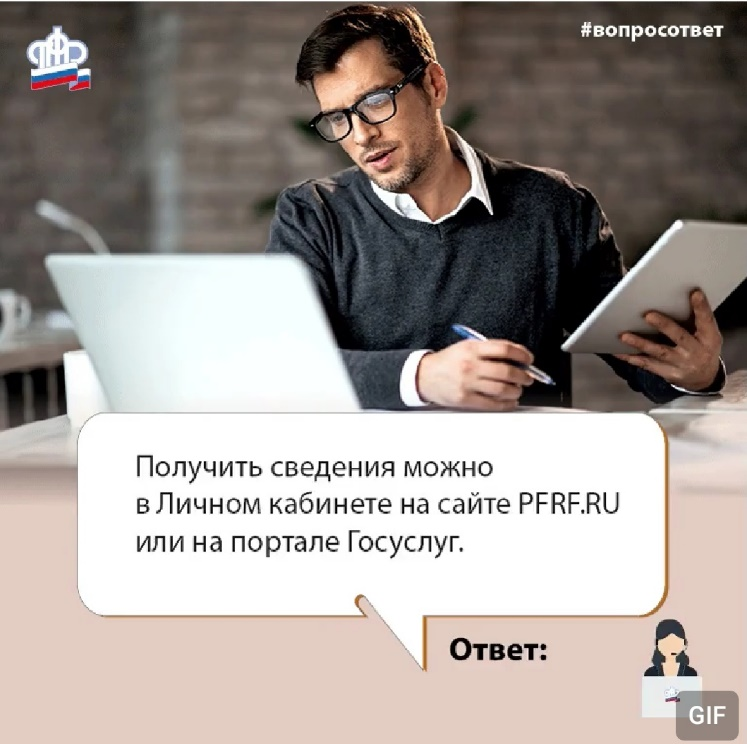 #вопросответ
Получить сведения можно
в Личном кабинете на сайте PFRF.RU
или на портале Госуслуг.
Ответ:
GIF